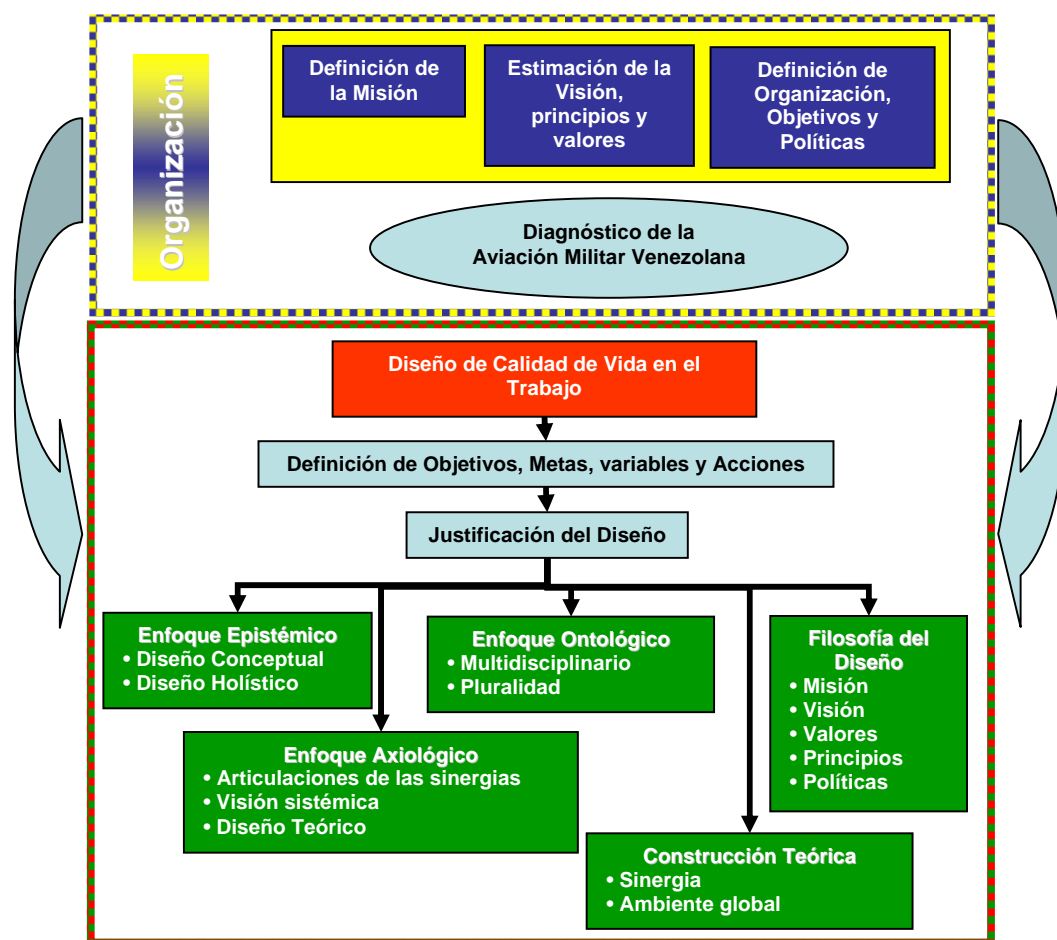 Organización
Definición de
la Misión
Estimación de la
Visión,
principios y
valores
Definición de
Organización,
Objetivos y
Políticas
Diagnóstico de la
Aviación Militar Venezolana
Diseño de Calidad de Vida en el
Trabajo
Definición de Objetivos, Metas, variables y Acciones
Justificación del Diseño
Enfoque Epistémico
• Diseño Conceptual
• Diseño Holístico
Enfoque Ontológico
• Multidisciplinario
• Pluralidad
Filosofía del
Diseño
• Misión
• Visión
• Valores
• Principios
• Políticas
Enfoque Axiológico
• Articulaciones de las sinergias
• Visión sistémica
• Diseño Teórico
Construcción Teórica
• Sinergia
• Ambiente global